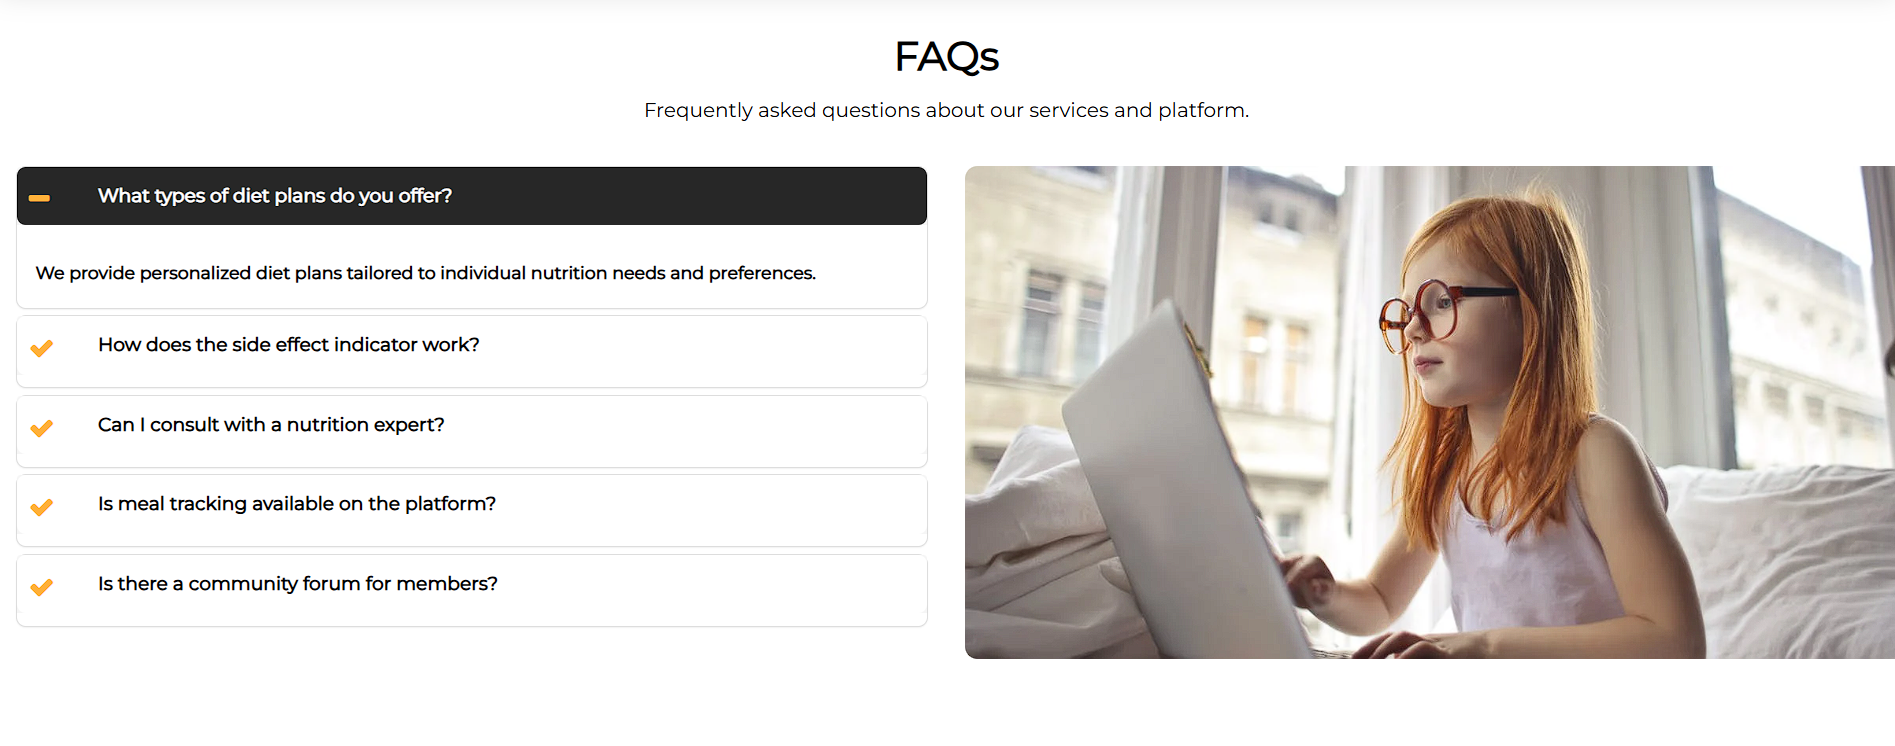 FAQs
Frequently asked questions about our services and platform.
What types of diet plans do you offer?
We provide personalized diet plans tailored to individual nutrition needs and preferences.
How does the side effect indicator work?
Can I consult with a nutrition expert?
Is meal tracking available on the platform?
Is there a community forum for members?